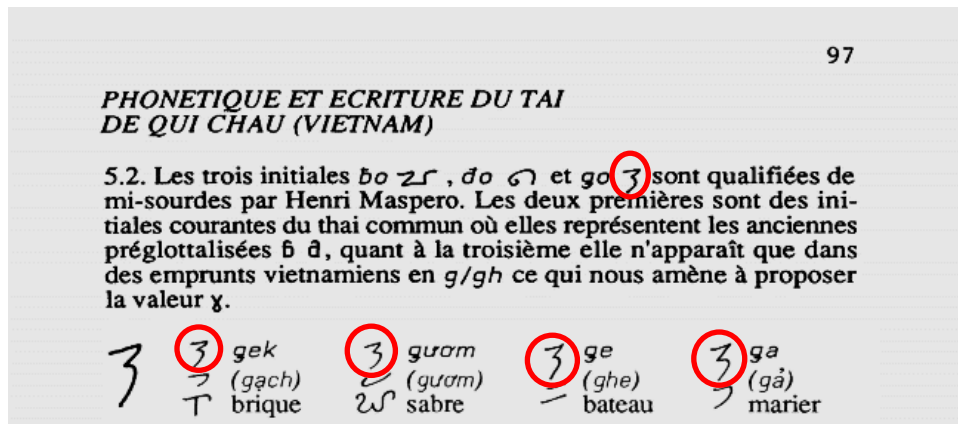 97
PHONETIQUE ET ECRITURE DU TAI
DE QUI CHAU (VIETNAM)
5.2. Les trois initiales ɓo , ɗo et go sont qualifiées de
mi-sourdes par Henri Maspero. Les deux premières sont des ini-
tiales courantes du thai commun où elles représentent les anciennes
préglottalisées ɓ ɗ, quant à la troisième elle n'apparaît que dans
des emprunts vietnamiens en g/gh ce qui nous amène à proposer
la valeur ɣ.
gek gươm ge ga
(gạch) (gươm) (ghe) (gả)
brique sabre bateau marier